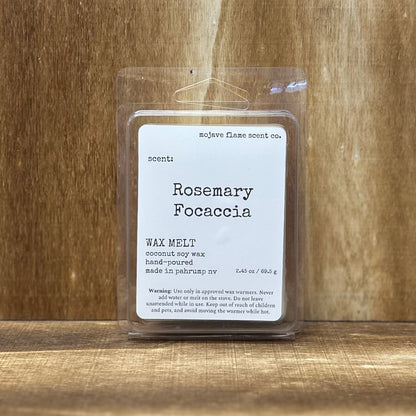 mojave flame scent co.
scent:
Rosemary
Focaccia
WAX MELT
coconut soy wax
hand-poured
made in pahrump nv 2.45 oz / 69.5 g
Warning: Use only in approved wax warmers. Never
add water or melt on the stove. Do not leave
unattended while in use. Keep out of reach of children
and pets, and avoid moving the warmer while hot.